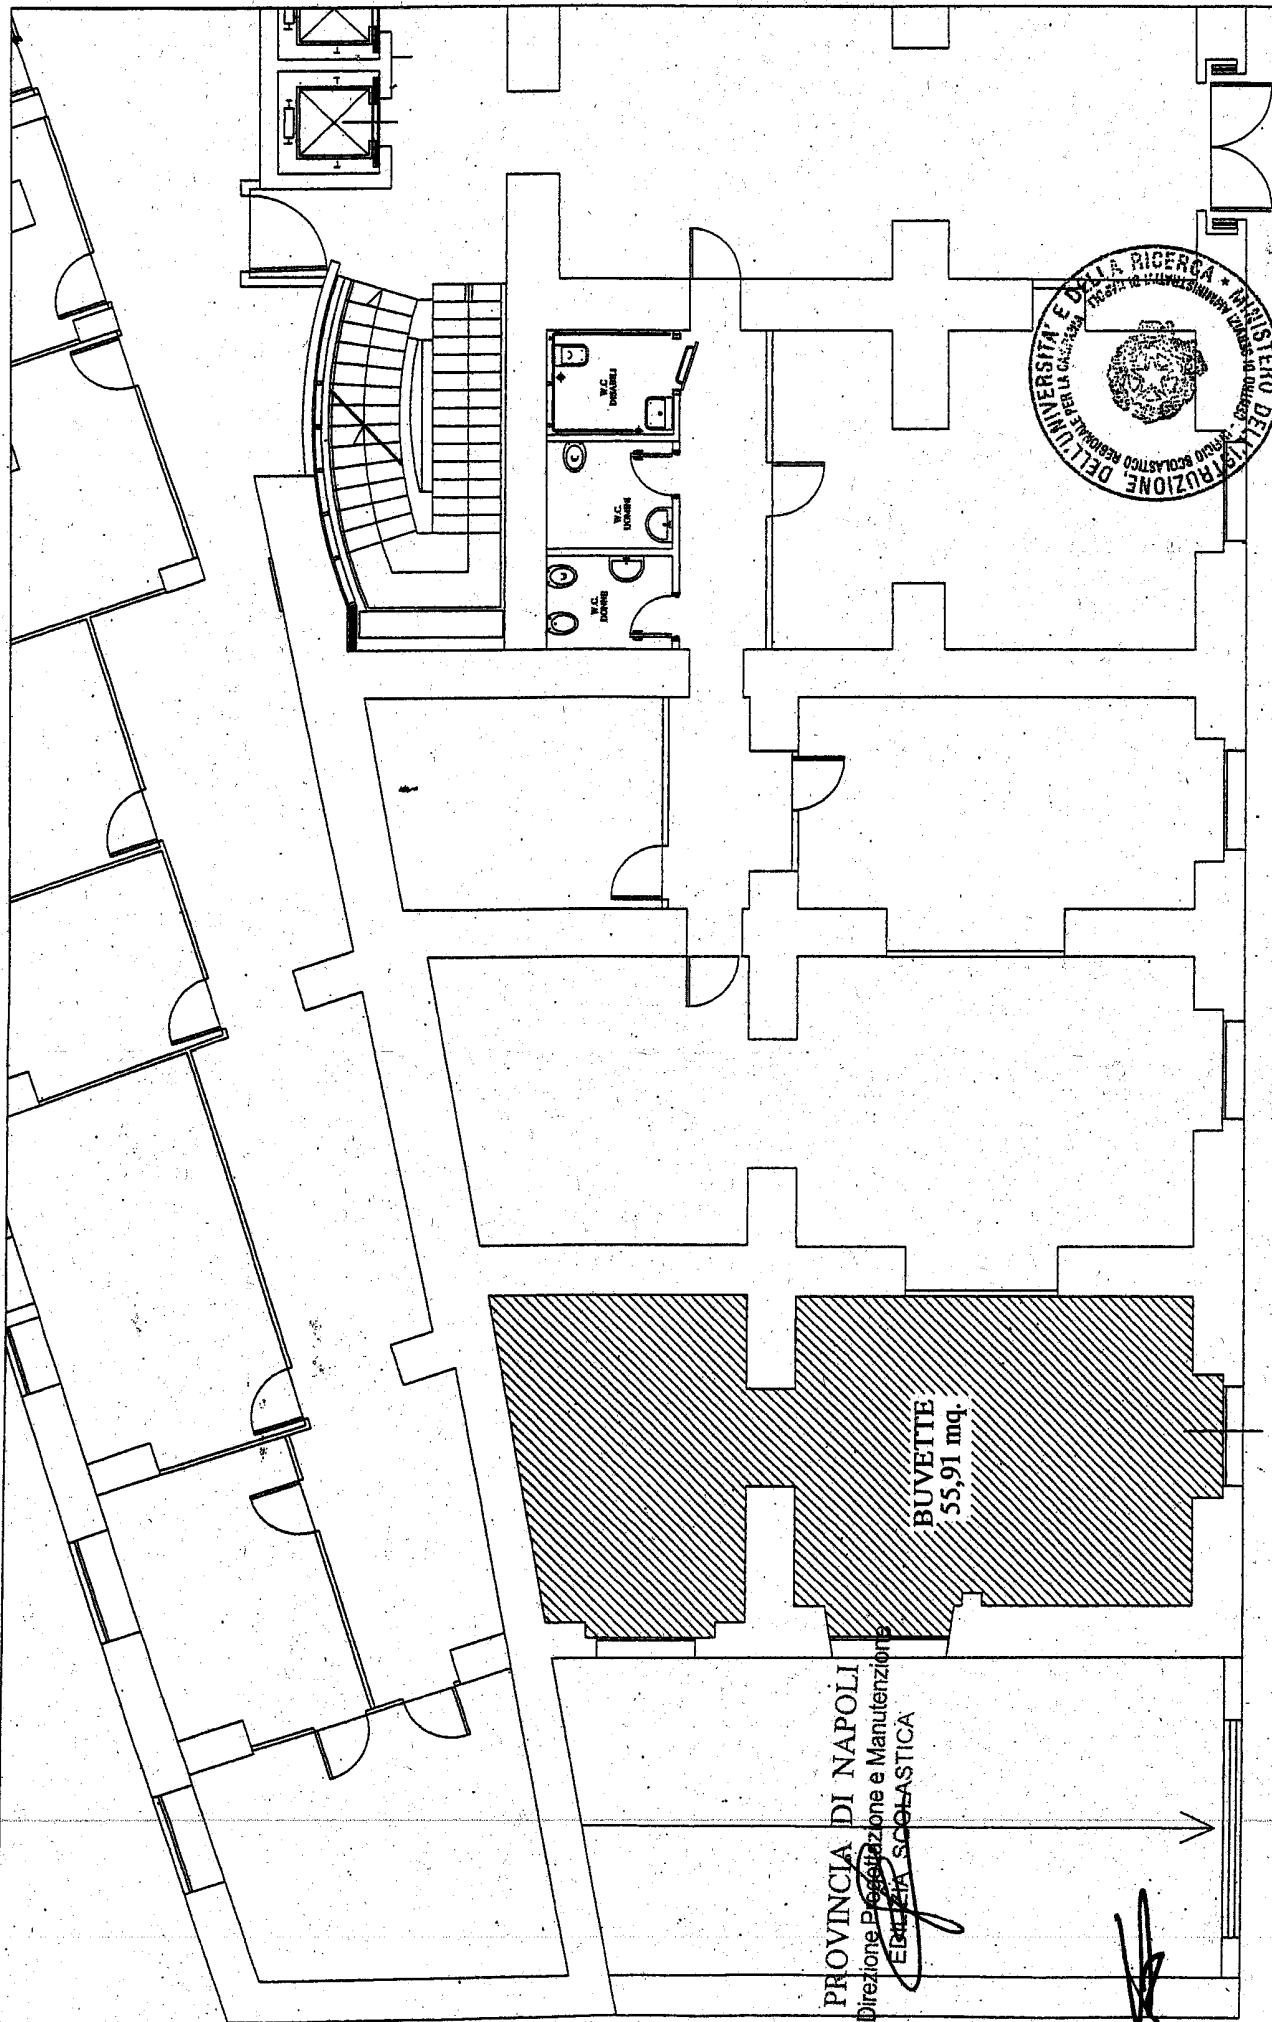 W.C.
DISABILI
W.C.
UOMINI
W.C.
DONNE
BUVETTE
55,91 mq.
PROVINCIA DI NAPOLI
Direzione Progettazione e Manutenzione
EDILIZIA SCOLASTICA
MINISTERO DELL'ISTRUZIONE, DELL'UNIVERSITA' E DELLA RICERCA *
UFFICIO SCOLASTICO REGIONALE PER LA CAMPANIA